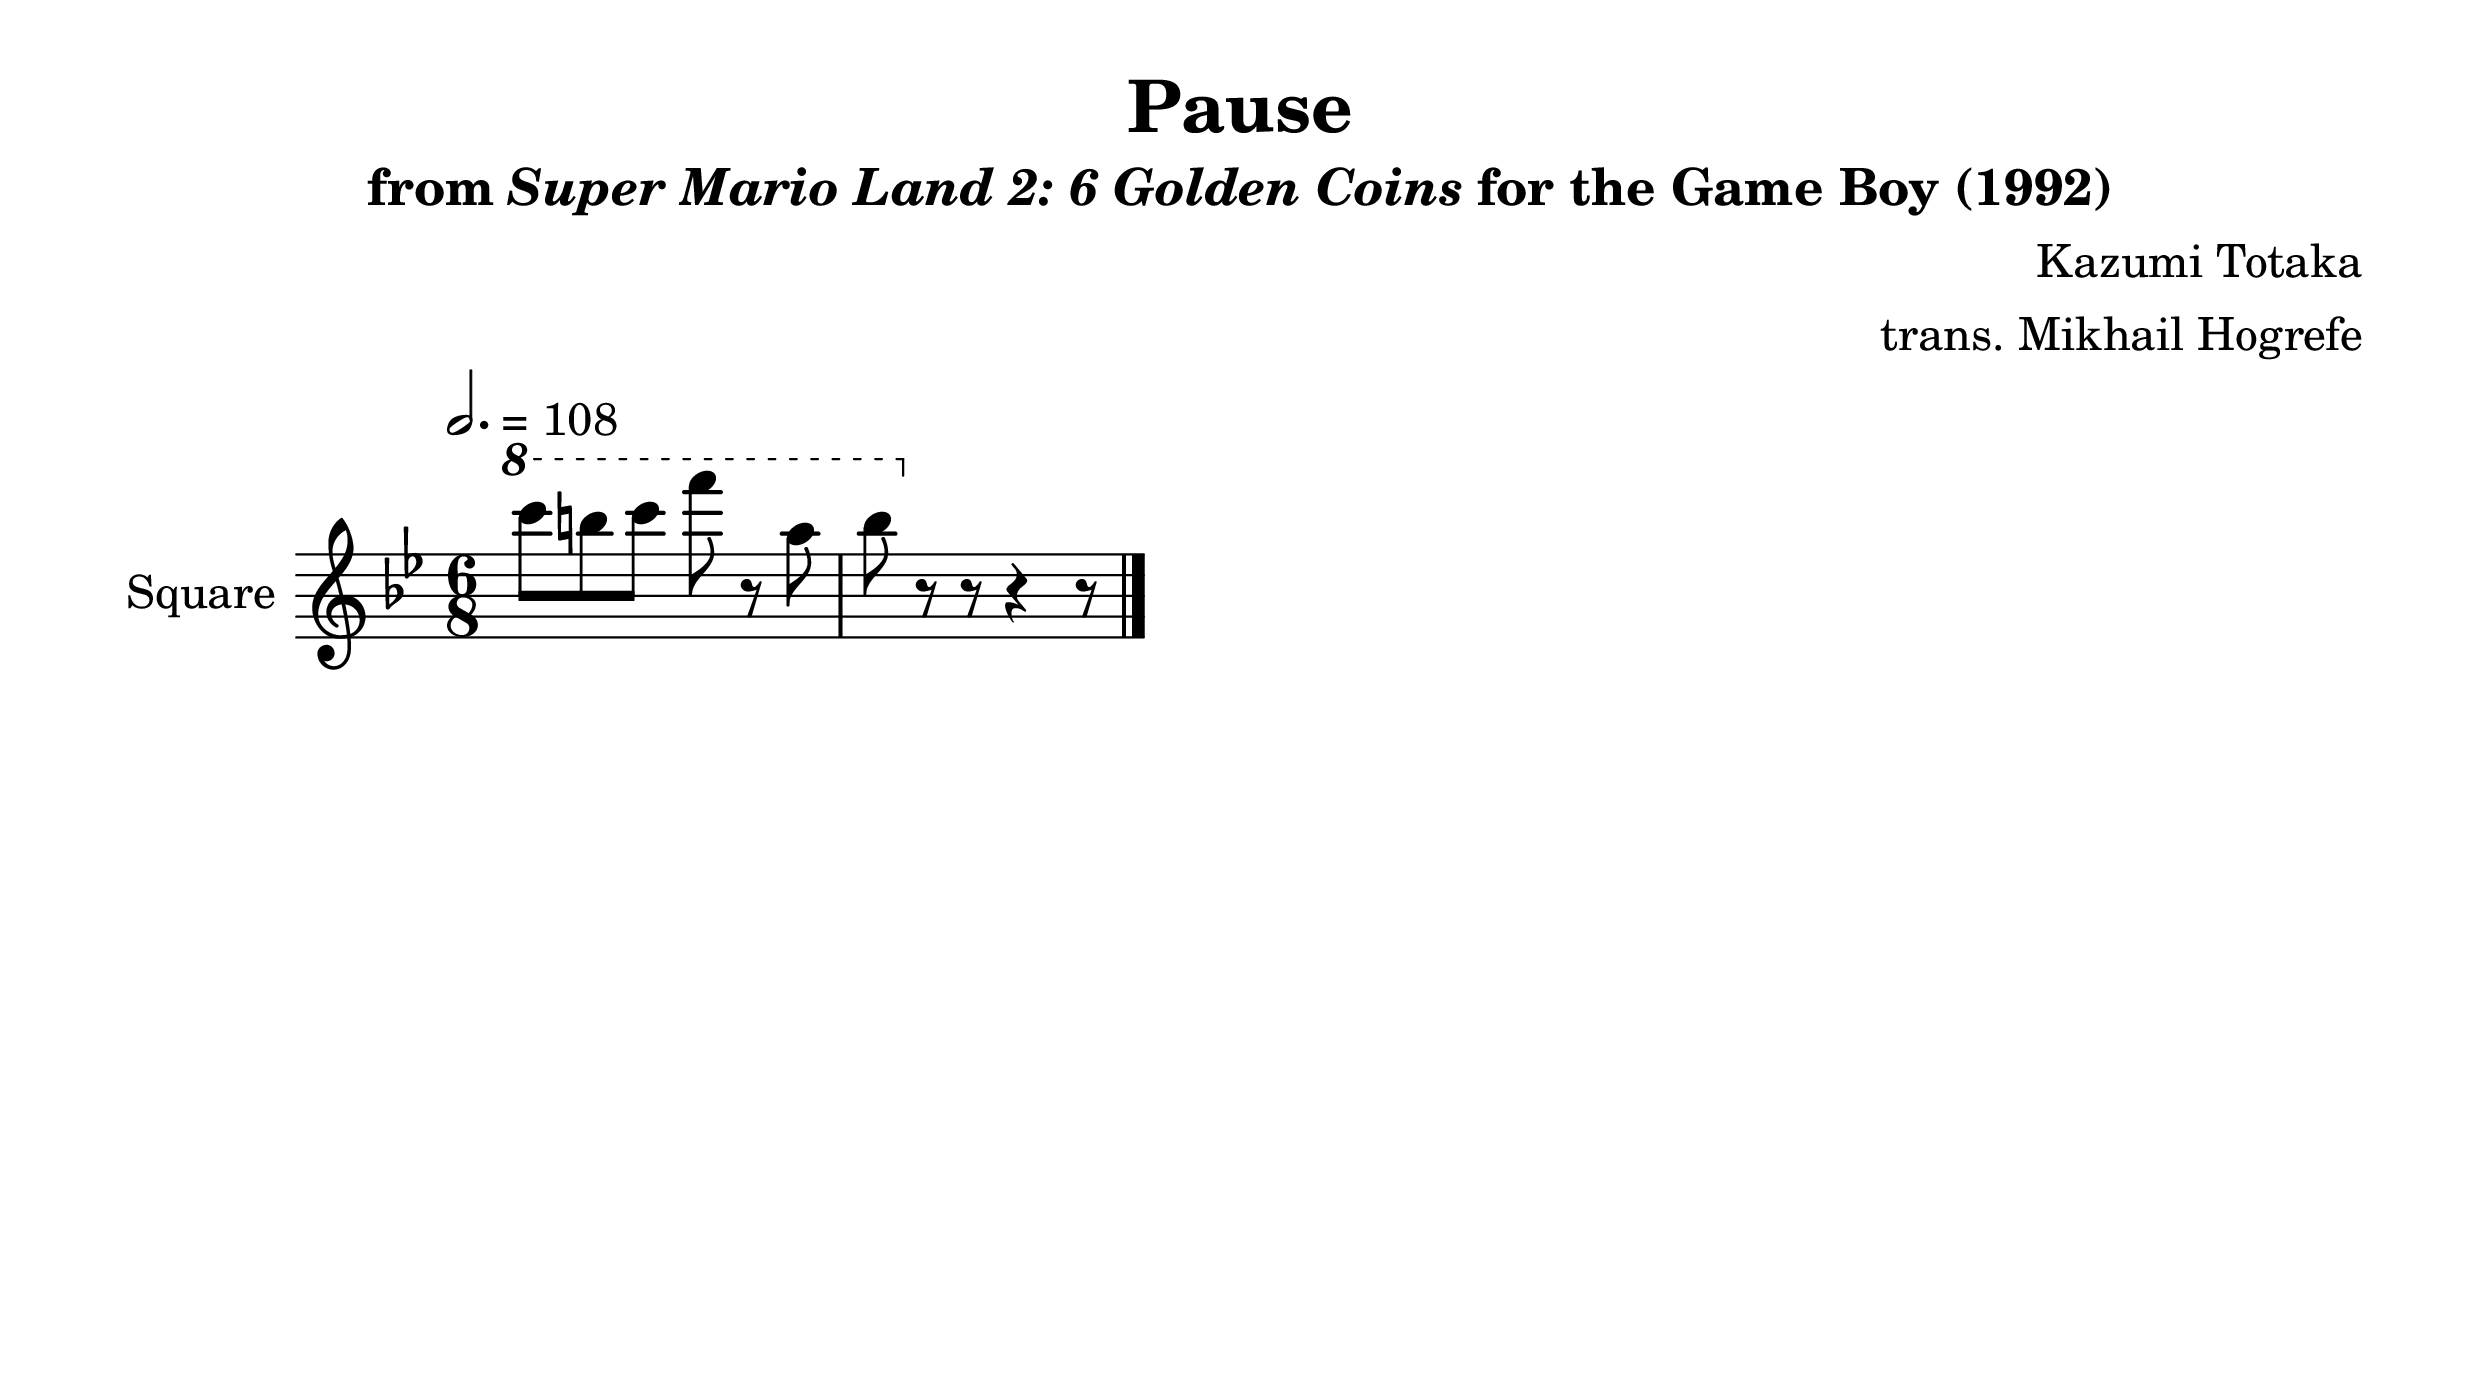 Pause
from Super Mario Land 2: 6 Golden Coins for the Game Boy (1992)
Kazumi Totaka
trans. Mikhail Hogrefe
= 108
8
Square
6
8